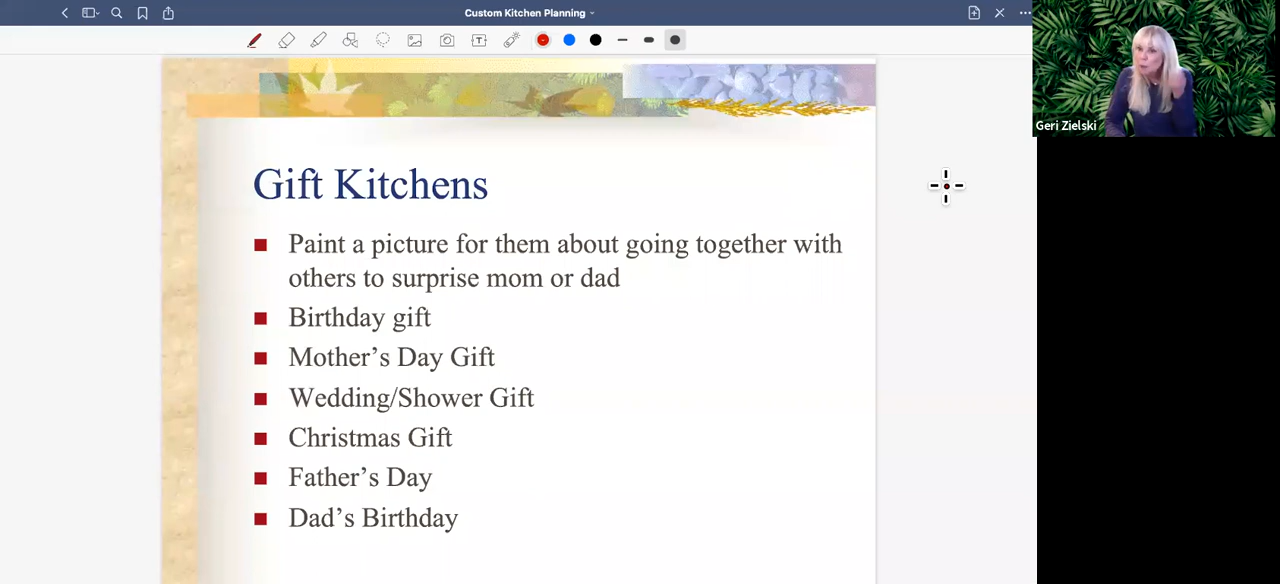 Custom Kitchen Planning
Geri Zielski
Gift Kitchens
Paint a picture for them about going together with
others to surprise mom or dad
Birthday gift
Mother’s Day Gift
Wedding/Shower Gift
Christmas Gift
Father’s Day
Dad’s Birthday